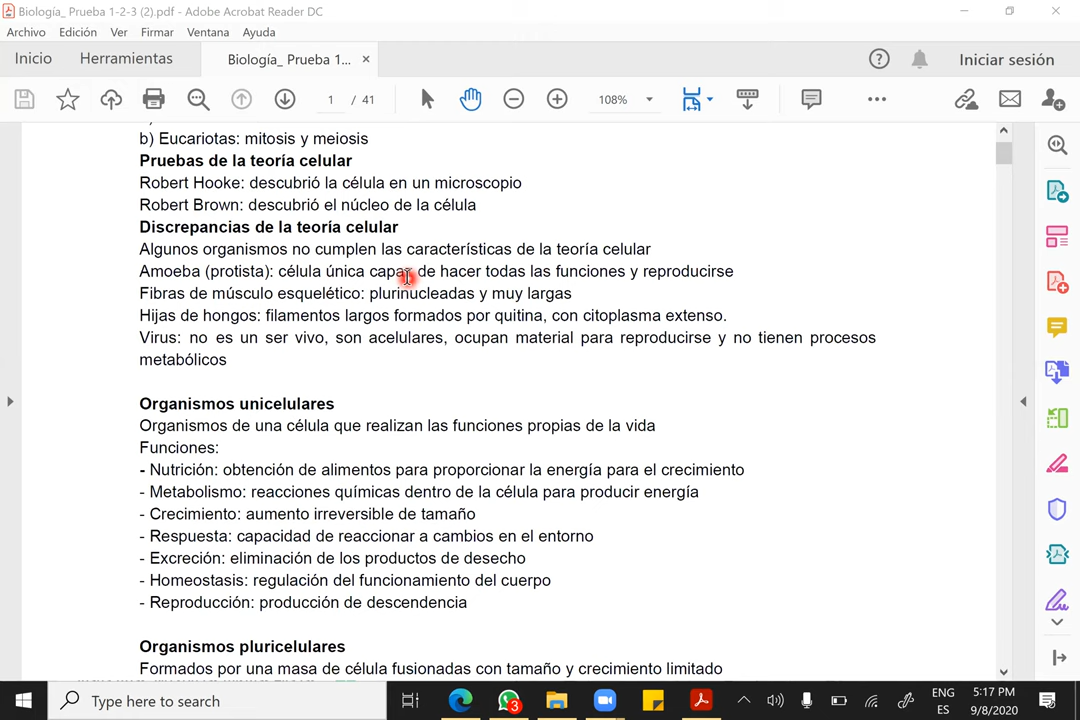 Biología_ Prueba 1-2-3 (2).pdf - Adobe Acrobat Reader DC
Archivo Edición Ver Firmar Ventana Ayuda
Inicio Herramientas Biología_ Prueba 1... × Iniciar sesión
1 / 41 108%
b) Eucariotas: mitosis y meiosis
Pruebas de la teoría celular
Robert Hooke: descubrió la célula en un microscopio
Robert Brown: descubrió el núcleo de la célula
Discrepancias de la teoría celular
Algunos organismos no cumplen las características de la teoría celular
Amoeba (protista): célula única capaz de hacer todas las funciones y reproducirse
Fibras de músculo esquelético: plurinucleadas y muy largas
Hijas de hongos: filamentos largos formados por quitina, con citoplasma extenso.
Virus: no es un ser vivo, son acelulares, ocupan material para reproducirse y no tienen procesos
metabólicos
Organismos unicelulares
Organismos de una célula que realizan las funciones propias de la vida
Funciones:
- Nutrición: obtención de alimentos para proporcionar la energía para el crecimiento
- Metabolismo: reacciones químicas dentro de la célula para producir energía
- Crecimiento: aumento irreversible de tamaño
- Respuesta: capacidad de reaccionar a cambios en el entorno
- Excreción: eliminación de los productos de desecho
- Homeostasis: regulación del funcionamiento del cuerpo
- Reproducción: producción de descendencia
Organismos pluricelulares
Formados por una masa de célula fusionadas con tamaño y crecimiento limitado
Type here to search 3 ENG 5:17 PM
ES 9/8/2020